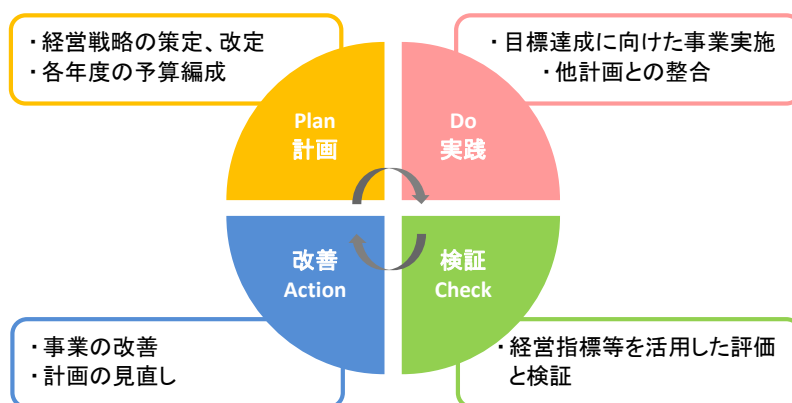 ・経営戦略の策定、改定
・各年度の予算編成
・目標達成に向けた事業実施
・他計画との整合
Plan
計画
Do
実践
改善
Action
検証
Check
・事業の改善
・計画の見直し
・経営指標等を活用した評価
と検証